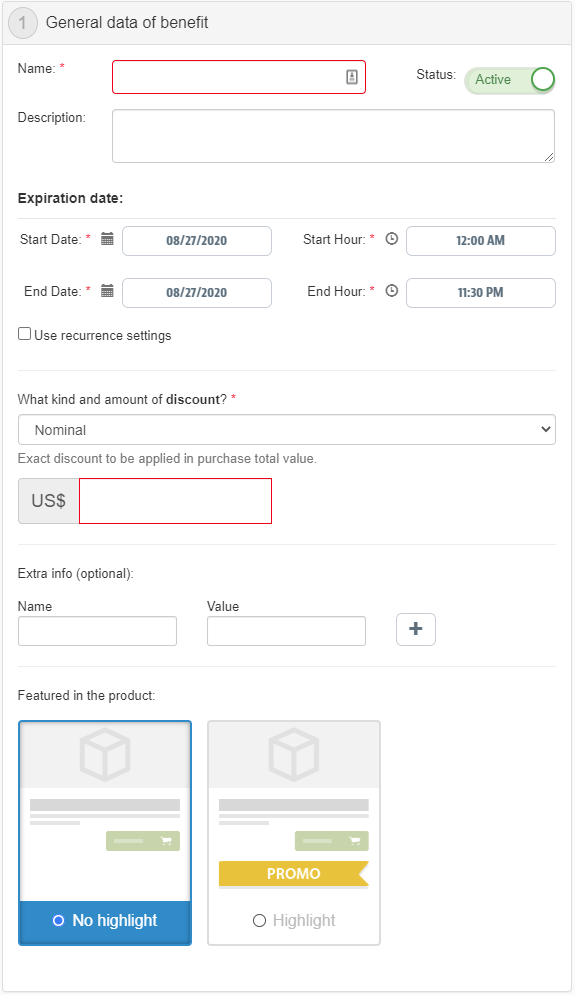 1 General data of benefit
Name: * Status: Active
Description:
Expiration date:
Start Date: * 08/27/2020 Start Hour: * 12:00 AM
End Date: * 08/27/2020 End Hour: * 11:30 PM
Use recurrence settings
What kind and amount of discount? *
Nominal
Exact discount to be applied in purchase total value.
US$
Extra info (optional):
Name Value
+
Featured in the product:
PROMO
No highlight Highlight